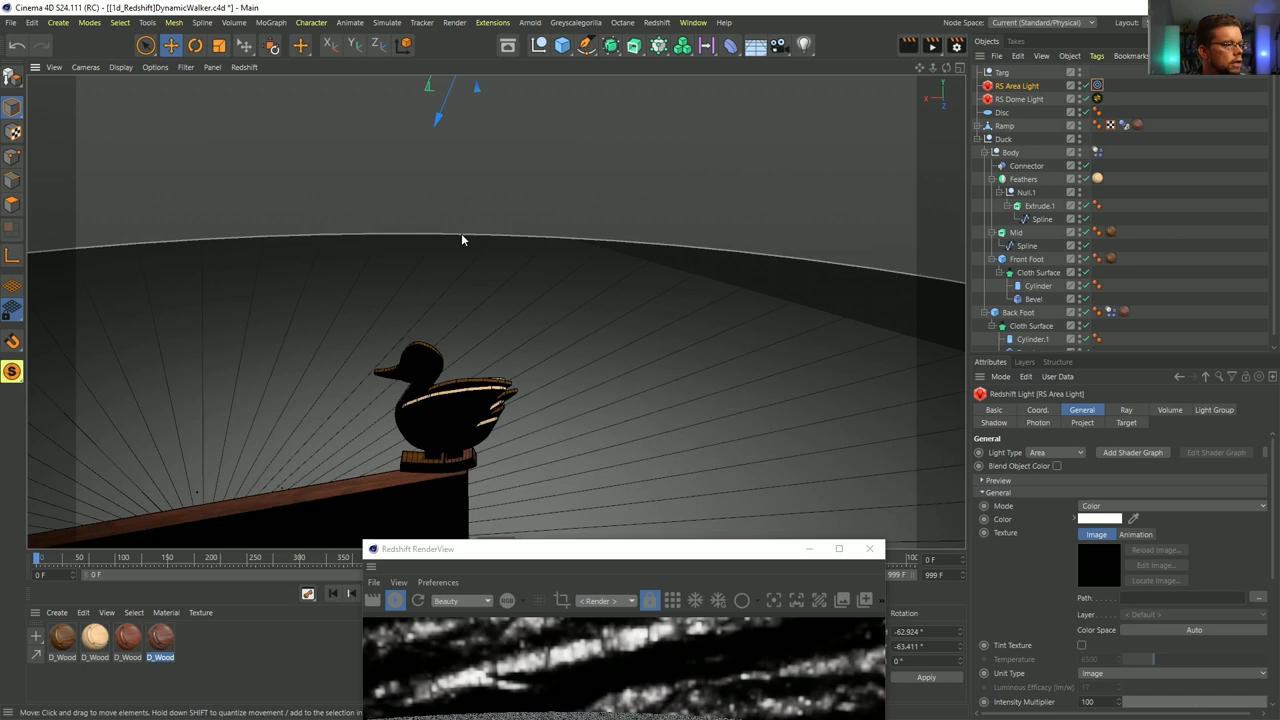 Cinema 4D S24.111 (RC) - [[1d_Redshift]DynamicWalker.c4d *] - Main
File Create Modes Select Tools Spline Mesh Volume MoGraph Character Animate Simulate Tracker Render Extensions Arnold Greyscalegorilla Octane Redshift Window Help
Node Space: Current (Standard/Physical) Layout:
View Cameras Display Options Filter Panel Redshift
Objects Takes
File Edit View Object Tags Bookmarks
Targ
RS Area Light
RS Dome Light
Disc
Ramp
Duck
Body
Connector
Feathers
Null.1
Extrude.1
Spline
Mid
Spline
Front Foot
Cloth Surface
Cylinder
Bevel
Back Foot
Cloth Surface
Cylinder.1
Attributes Layers Structure
Mode Edit User Data
Redshift Light [RS Area Light]
Basic Coord. General Ray Volume Light Group
Shadow Photon Project Target
General
Light Type Area Add Shader Graph Edit Shader Graph
Blend Object Color
Preview
General
Mode Color
Color
Texture Image Animation
Reload Image...
Edit Image...
Locate Image...
Path
Layer < Default >
Color Space Auto
Tint Texture
Temperature 6500
Unit Type Image
Luminous Efficacy [lm/w] 17
Intensity Multiplier 100
0 50 100 150 200 250 300 350
0 F 0 F
Redshift RenderView
File View Preferences
Beauty RGB < Render >
0 F
999 F 999 F
Create Edit View Select Material Texture
D_Wood D_Wood D_Wood D_Wood
Rotation
-62.924 °
-63.411 °
0 °
Apply
Move: Click and drag to move elements. Hold down SHIFT to quantize movement / add to the selection in